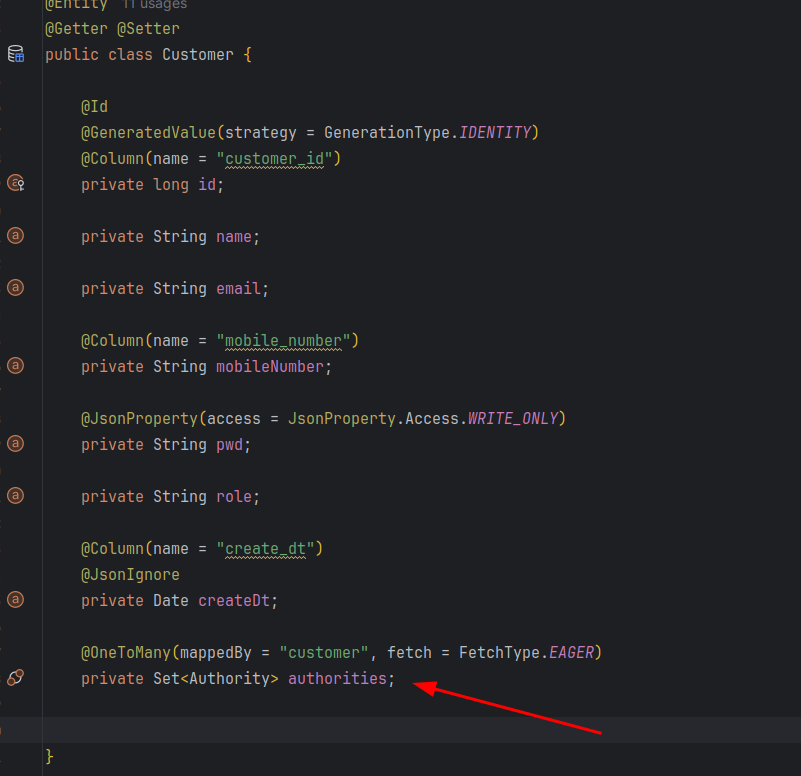 @Entity 11 usages
@Getter @Setter
public class Customer {
@Id
@GeneratedValue(strategy = GenerationType.IDENTITY)
@Column(name = "customer_id")
private long id;
private String name;
private String email;
@Column(name = "mobile_number")
private String mobileNumber;
@JsonProperty(access = JsonProperty.Access.WRITE_ONLY)
private String pwd;
private String role;
@Column(name = "create_dt")
@JsonIgnore
private Date createDt;
@OneToMany(mappedBy = "customer", fetch = FetchType.EAGER)
private Set<Authority> authorities;
}